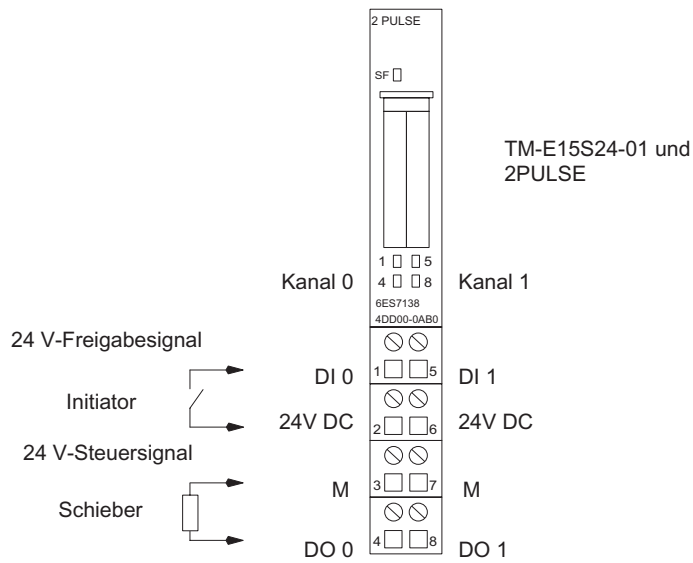 2 PULSE
SF
TM-E15S24-01 und
2PULSE
1 5
Kanal 0 4 8 Kanal 1
6ES7138
4DD00-0AB0
24 V-Freigabesignal
DI 0 1 5 DI 1
Initiator
24V DC 2 6 24V DC
24 V-Steuersignal
M 3 7 M
Schieber
DO 0 4 8 DO 1